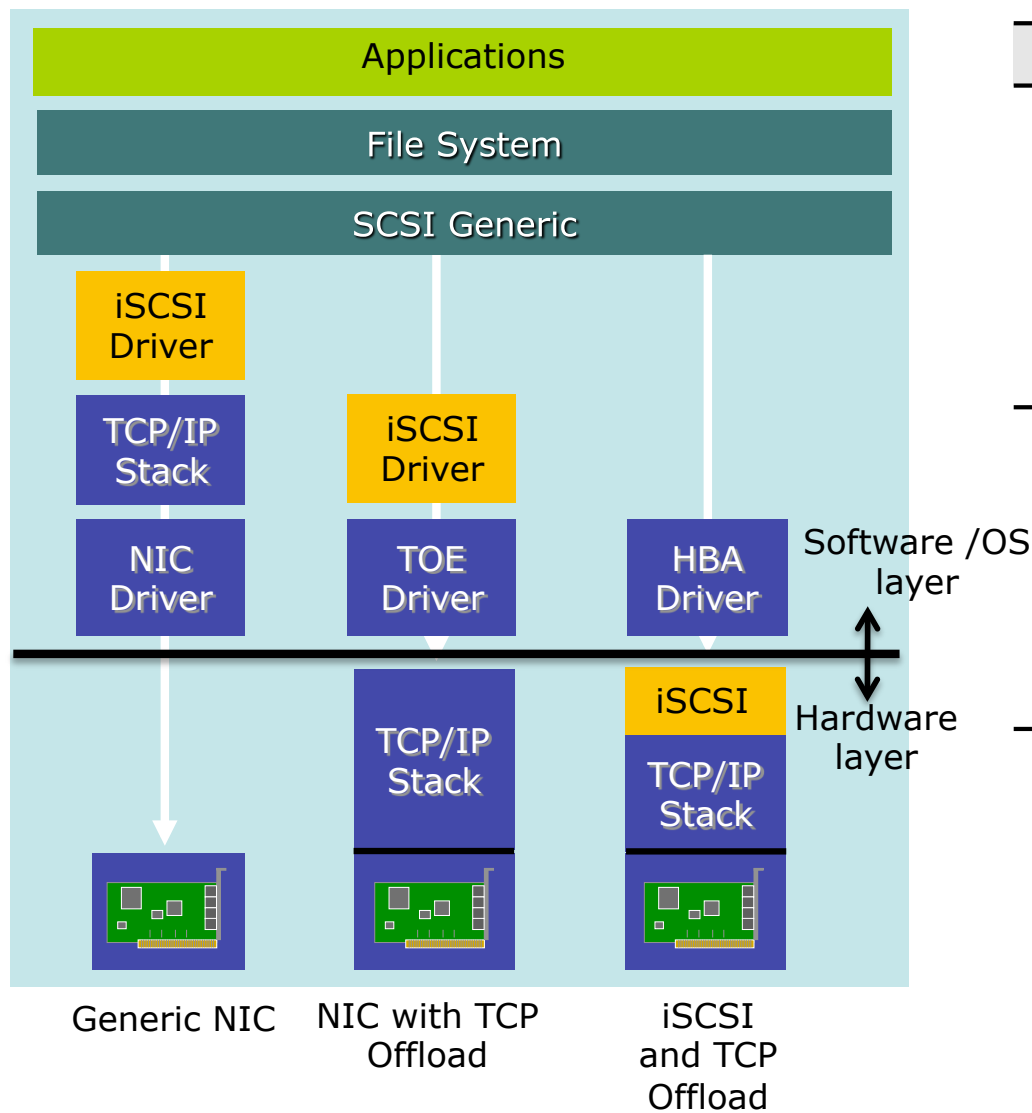 Applications
File System
SCSI Generic
iSCSI
Driver
TCP/IP
Stack
NIC
Driver
iSCSI
Driver
TOE
Driver
HBA
Driver
Software /OS
layer
TCP/IP
Stack
iSCSI
TCP/IP
Stack
Hardware
layer
Generic NIC
NIC with TCP
Offload
iSCSI
and TCP
Offload